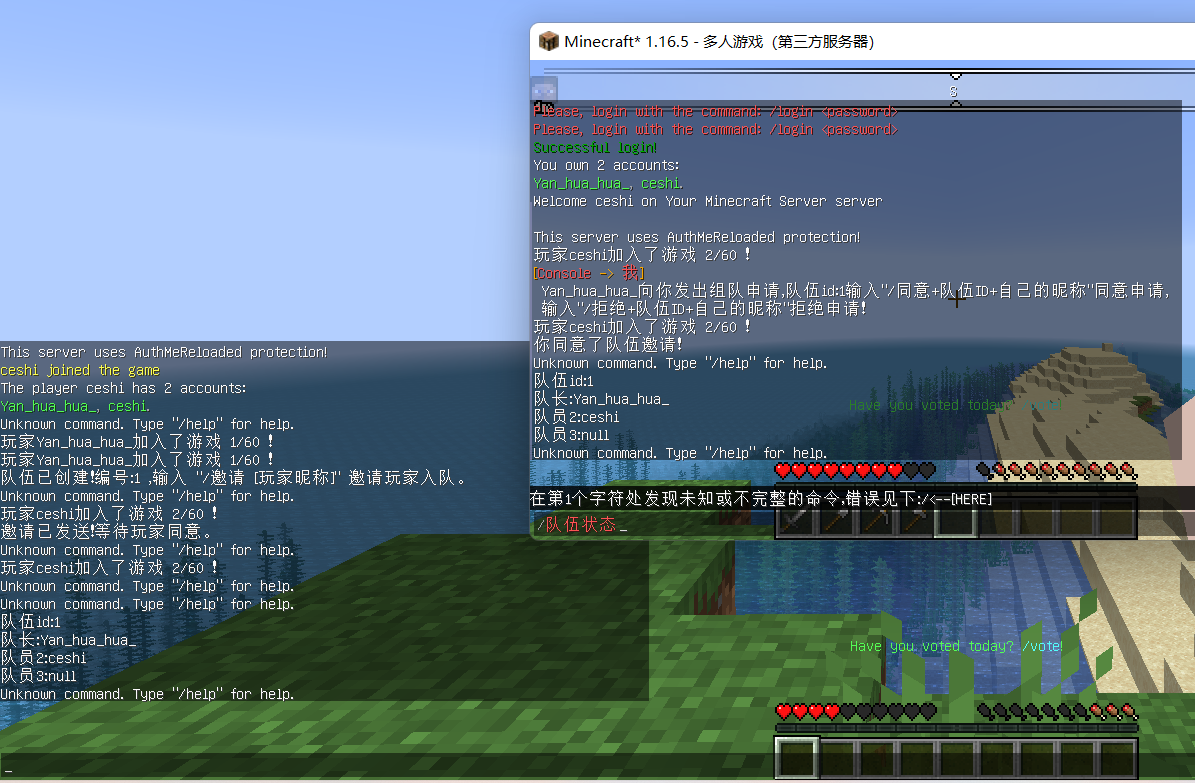 Minecraft* 1.16.5 - 多人游戏（第三方服务器）
S
Please, login with the command: /login <password>
Please, login with the command: /login <password>
Successful login!
You own 2 accounts:
Yan_hua_hua_, ceshi.
Welcome ceshi on Your Minecraft Server server
This server uses AuthMeReloaded protection!
玩家ceshi加入了游戏 2/60 !
[Console -> 我]
Yan_hua_hua_向你发出组队申请,队伍id:1输入"/同意+队伍ID+自己的昵称"同意申请,
输入"/拒绝+队伍ID+自己的昵称"拒绝申请!
玩家ceshi加入了游戏 2/60 !
你同意了队伍邀请!
Unknown command. Type "/help" for help.
队伍id:1
队长:Yan_hua_hua_
队员2:ceshi
队员3:null
Unknown command. Type "/help" for help.
Have you voted today? /vote!
在第1个字符处发现未知或不完整的命令,错误见下:/<--[HERE]
/队伍状态_
This server uses AuthMeReloaded protection!
ceshi joined the game
The player ceshi has 2 accounts:
Yan_hua_hua_, ceshi.
Unknown command. Type "/help" for help.
玩家Yan_hua_hua_加入了游戏 1/60 !
玩家Yan_hua_hua_加入了游戏 1/60 !
队伍已创建!编号:1 ,输入 "/邀请 [玩家昵称]" 邀请玩家入队。
Unknown command. Type "/help" for help.
玩家ceshi加入了游戏 2/60 !
邀请已发送!等待玩家同意。
Unknown command. Type "/help" for help.
玩家ceshi加入了游戏 2/60 !
Unknown command. Type "/help" for help.
Unknown command. Type "/help" for help.
队伍id:1
队长:Yan_hua_hua_
队员2:ceshi
队员3:null
Unknown command. Type "/help" for help.
Have you voted today? /vote!
_